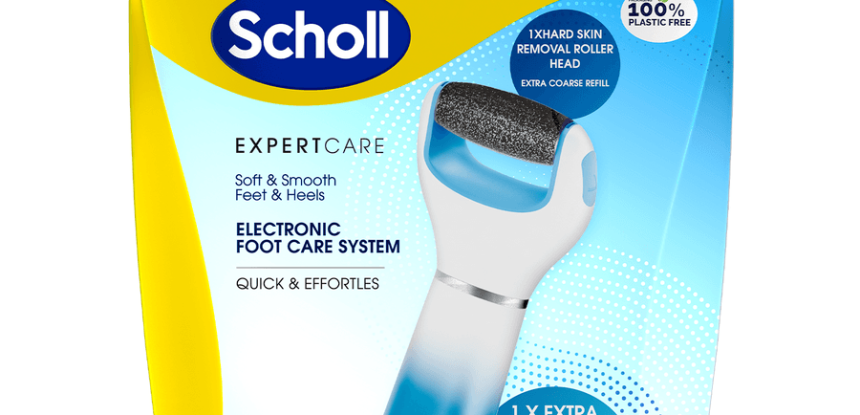 Scholl
100%
PLASTIC FREE
1XHARD SKIN
REMOVAL ROLLER
HEAD
EXTRA COARSE REFILL
EXPERTCARE
Soft & Smooth
Feet & Heels
ELECTRONIC
FOOT CARE SYSTEM
QUICK & EFFORTLES
1 X EXTRA